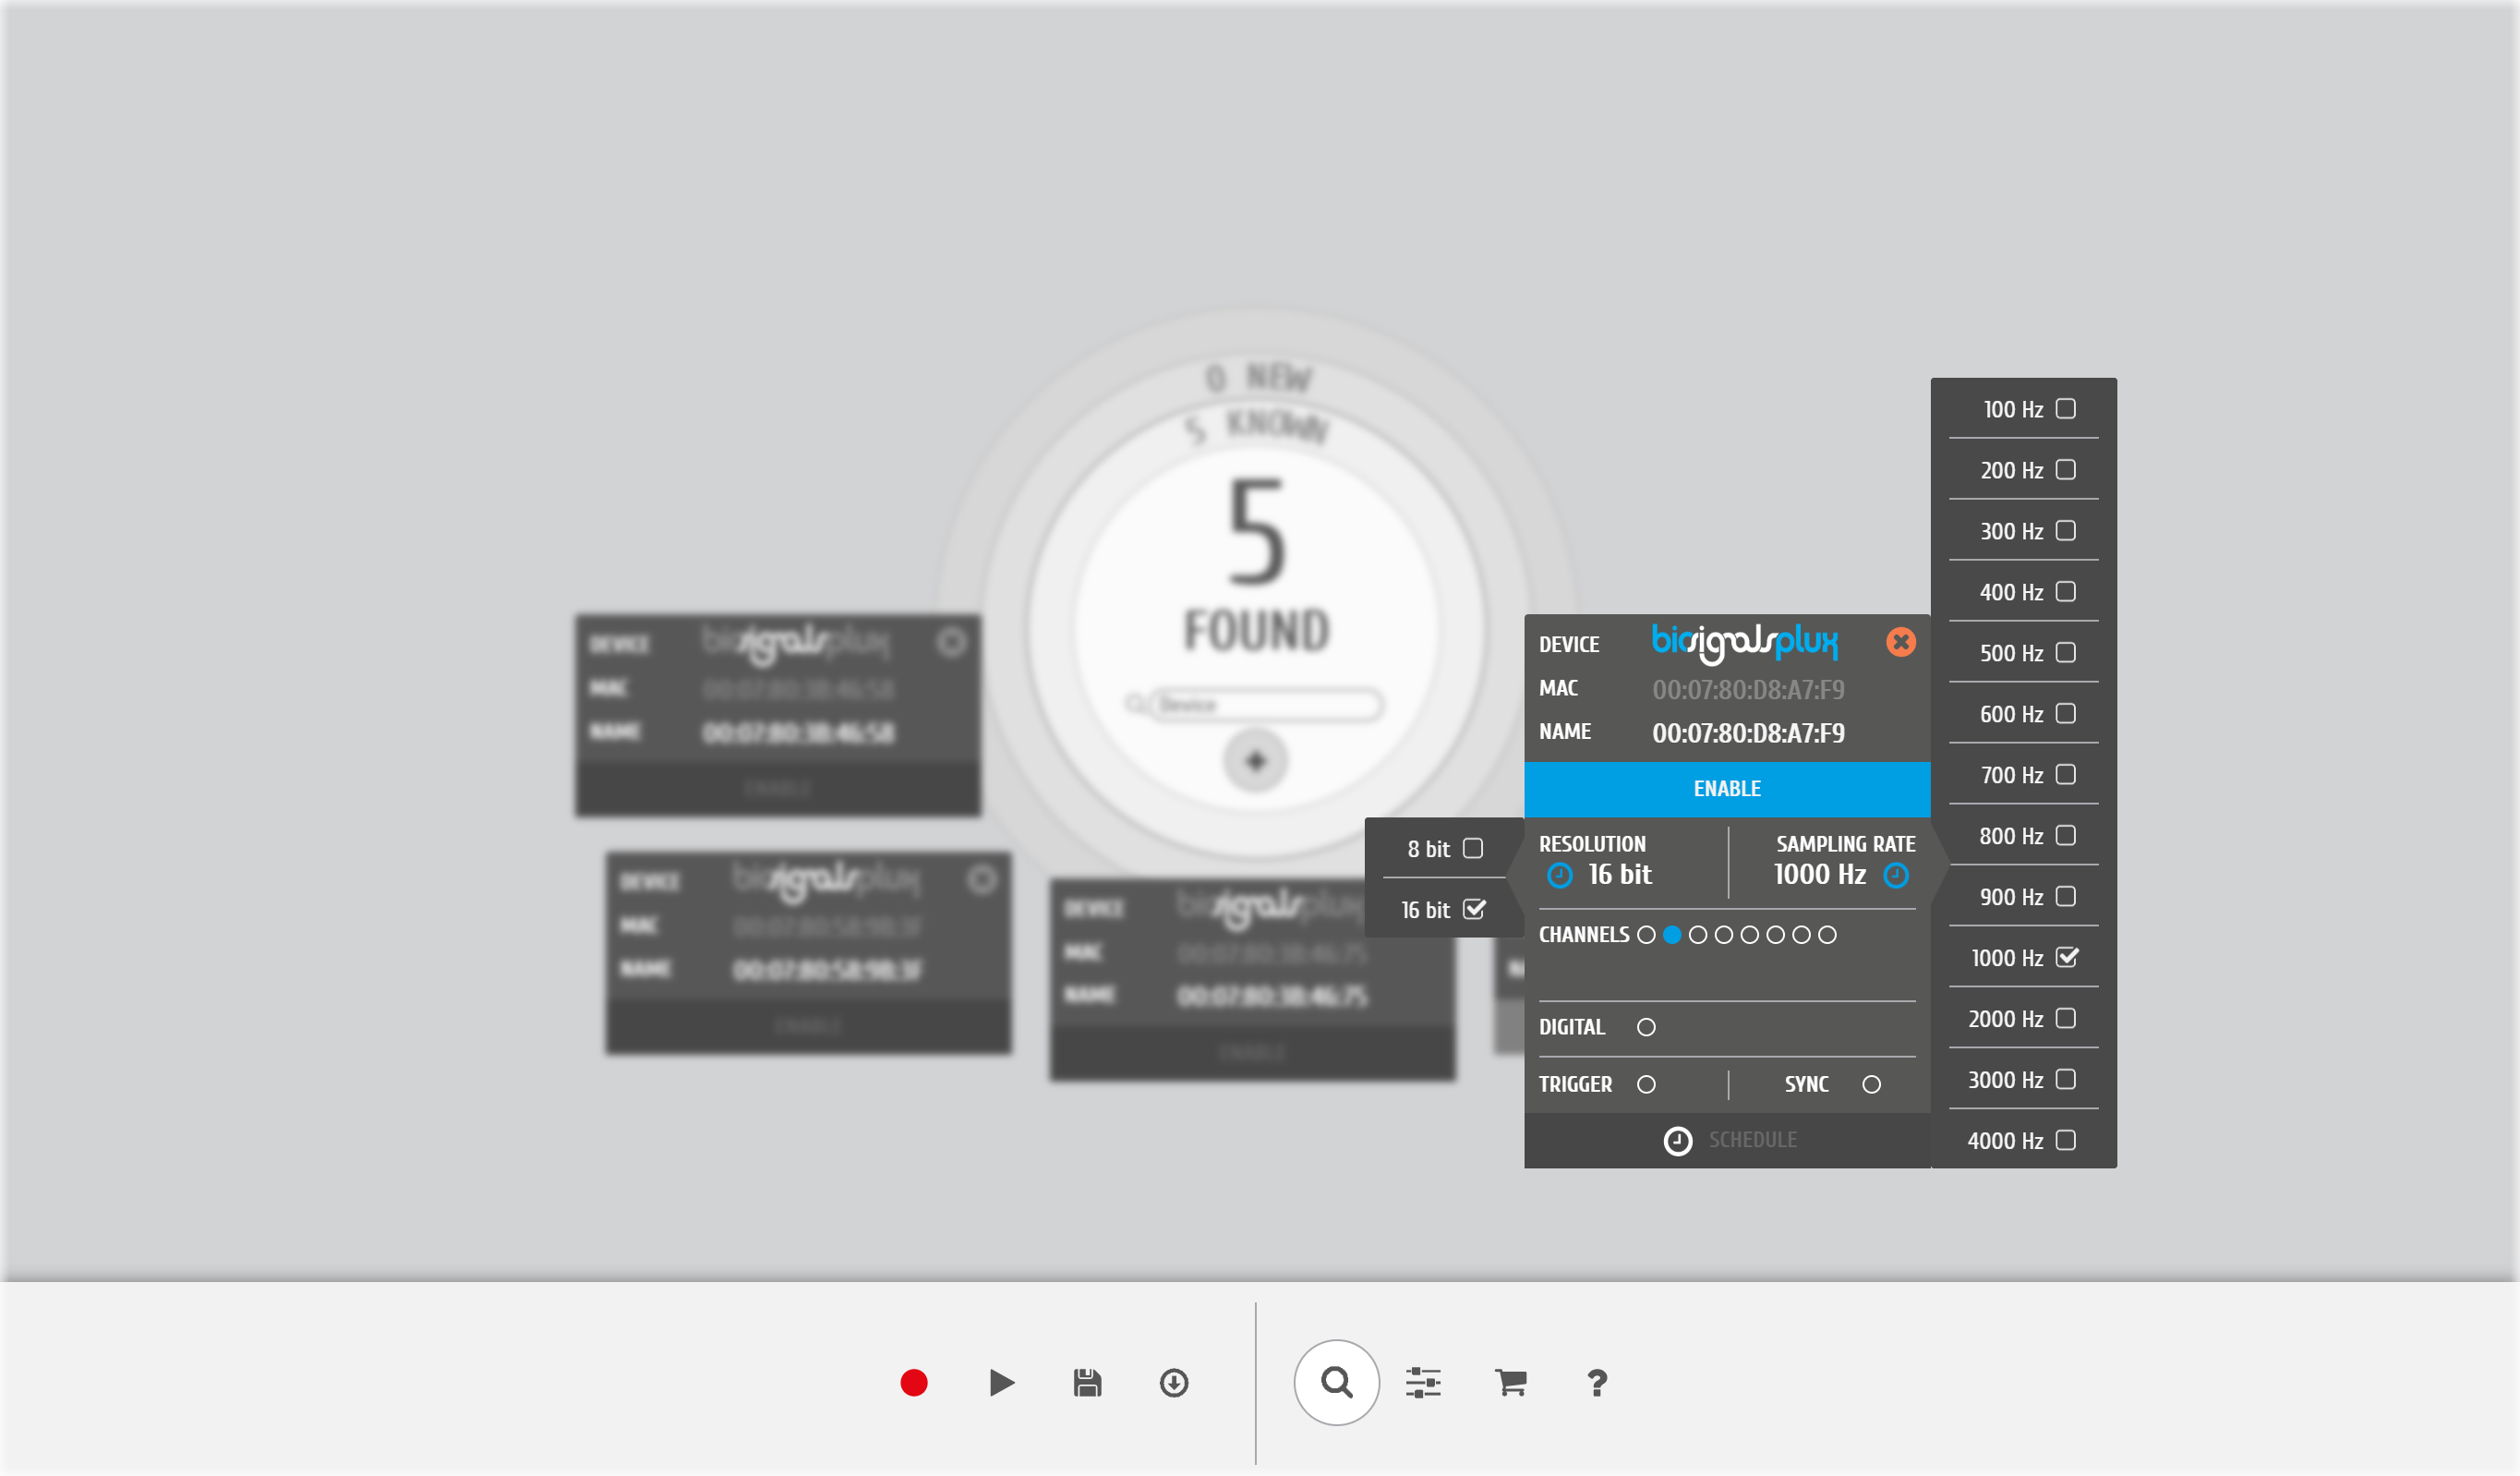 0 NEW
5 KNOWN
5
FOUND
Device
DEVICE biosignalsplux
MAC 00:07:80:3B:46:58
NAME 00:07:80:3B:46:58
ENABLE
DEVICE biosignalsplux
MAC 00:07:80:58:9B:3F
NAME 00:07:80:58:9B:3F
ENABLE
DEVICE biosignalsplux
MAC 00:07:80:3B:46:75
NAME 00:07:80:3B:46:75
ENABLE
8 bit
16 bit
DEVICE biosignalsplux
MAC 00:07:80:D8:A7:F9
NAME 00:07:80:D8:A7:F9
ENABLE
RESOLUTION SAMPLING RATE
16 bit 1000 Hz
CHANNELS
DIGITAL
TRIGGER SYNC
SCHEDULE
100 Hz
200 Hz
300 Hz
400 Hz
500 Hz
600 Hz
700 Hz
800 Hz
900 Hz
1000 Hz
2000 Hz
3000 Hz
4000 Hz